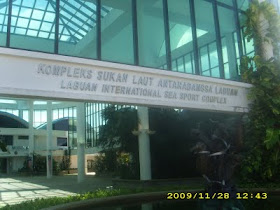 KOMPLEKS SUKAN LAUT ANTARABANGSA LABUAN
LABUAN INTERNATIONAL SEA SPORT COMPLEX
2009/11/28 12:43